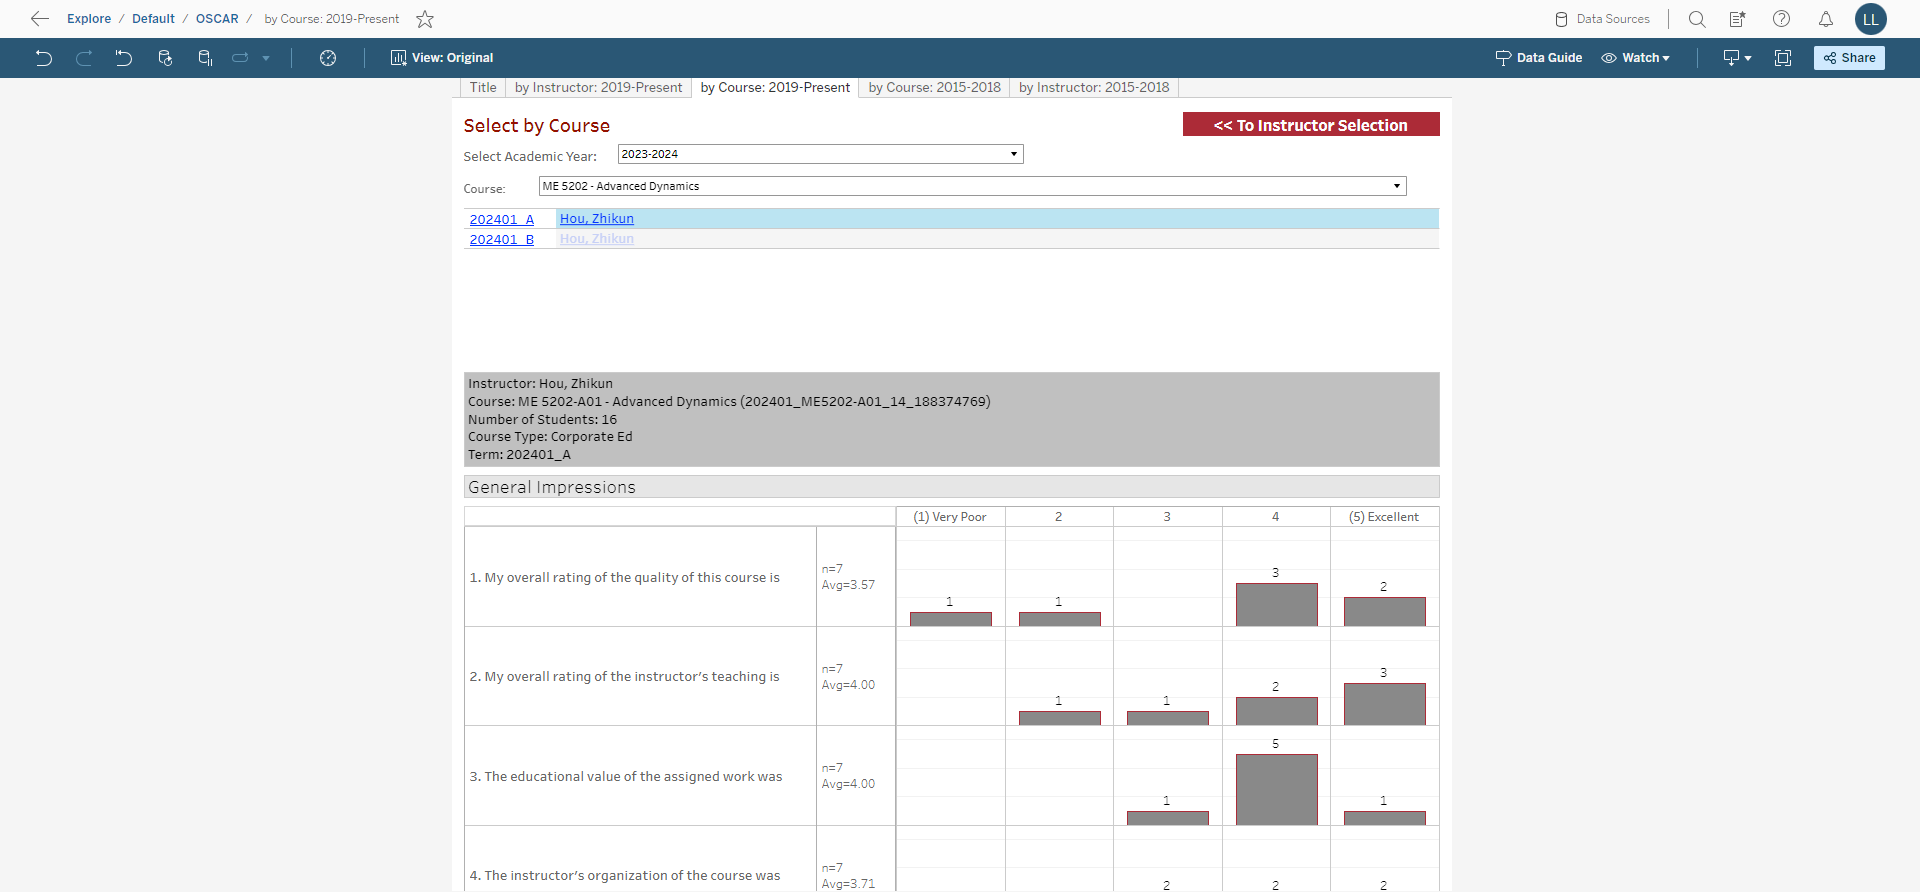 Explore / Default / OSCAR / by Course: 2019-Present
Data Sources
LL
View: Original
Data Guide
Watch
Share
Title
by Instructor: 2019-Present
by Course: 2019-Present
by Course: 2015-2018
by Instructor: 2015-2018
Select by Course
<< To Instructor Selection
Select Academic Year:
2023-2024
Course:
ME 5202 - Advanced Dynamics
202401_A Hou, Zhikun
202401_B Hou, Zhikun
Instructor: Hou, Zhikun
Course: ME 5202-A01 - Advanced Dynamics (202401_ME5202-A01_14_188374769)
Number of Students: 16
Course Type: Corporate Ed
Term: 202401_A
General Impressions
(1) Very Poor 2 3 4 (5) Excellent
1. My overall rating of the quality of this course is
n=7
Avg=3.57
1 1 3 2
2. My overall rating of the instructor's teaching is
n=7
Avg=4.00
1 1 2 3
3. The educational value of the assigned work was
n=7
Avg=4.00
1 5 1
4. The instructor's organization of the course was
n=7
Avg=3.71
2 2 2